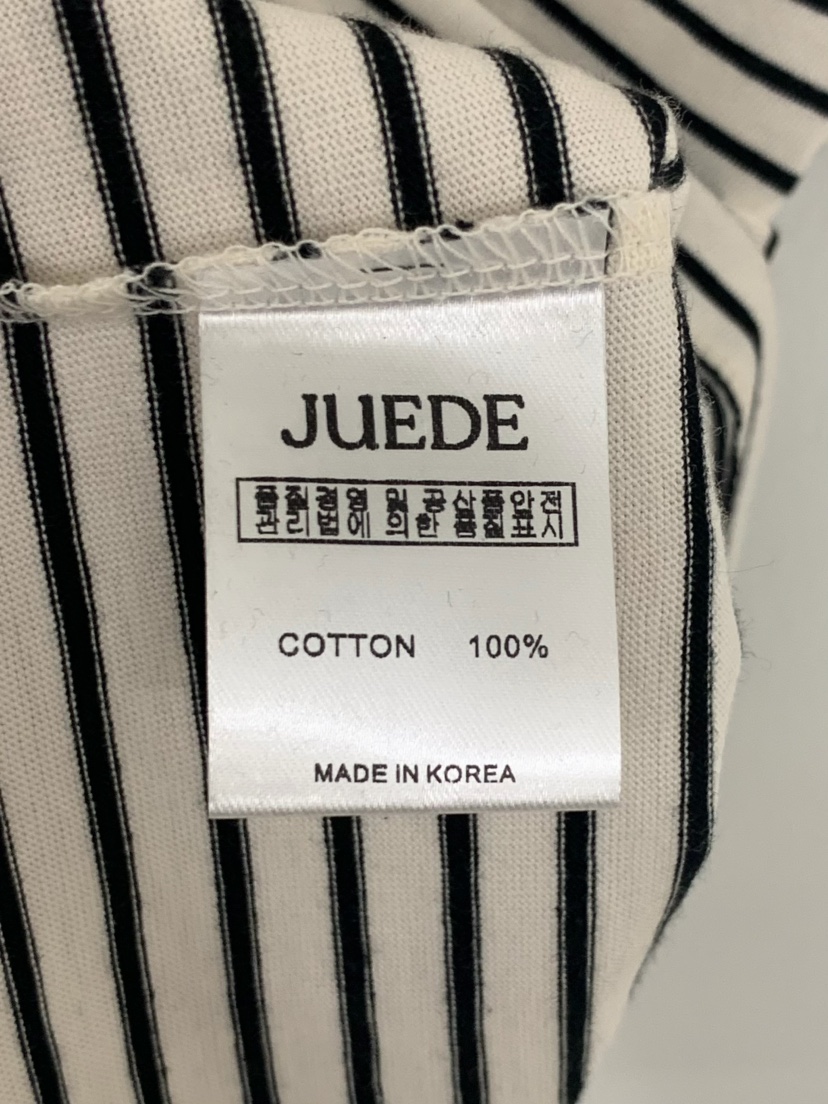 JUEDE
품질경영 및 공산품안전
관리법에 의한 품질표시
COTTON 100%
MADE IN KOREA